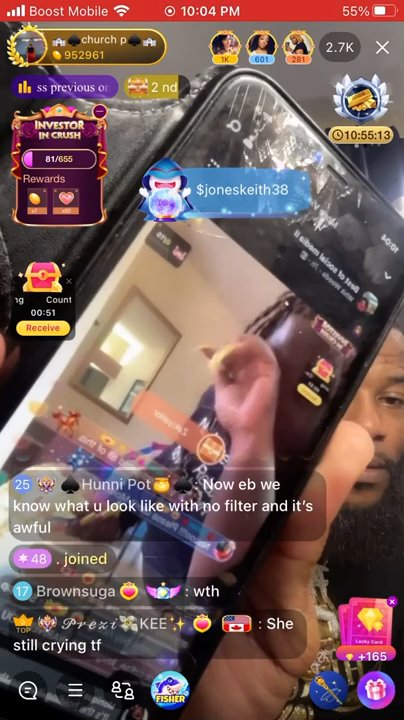 Boost Mobile
10:04 PM
55%
church p
952961
1K
601
281
2.7K
ss previous or
2 nd
INVESTOR
IN CRUSH
81/655
Rewards
10:55:13
$joneskeith38
ng Count
00:51
Receive
25 Hunni Pot : Now eb we
know what u look like with no filter and it's
awful
48 . joined
17 Brownsuga : wth
TOP Prezi KEE : She
still crying tf
Lucky Card
+165
FISHER